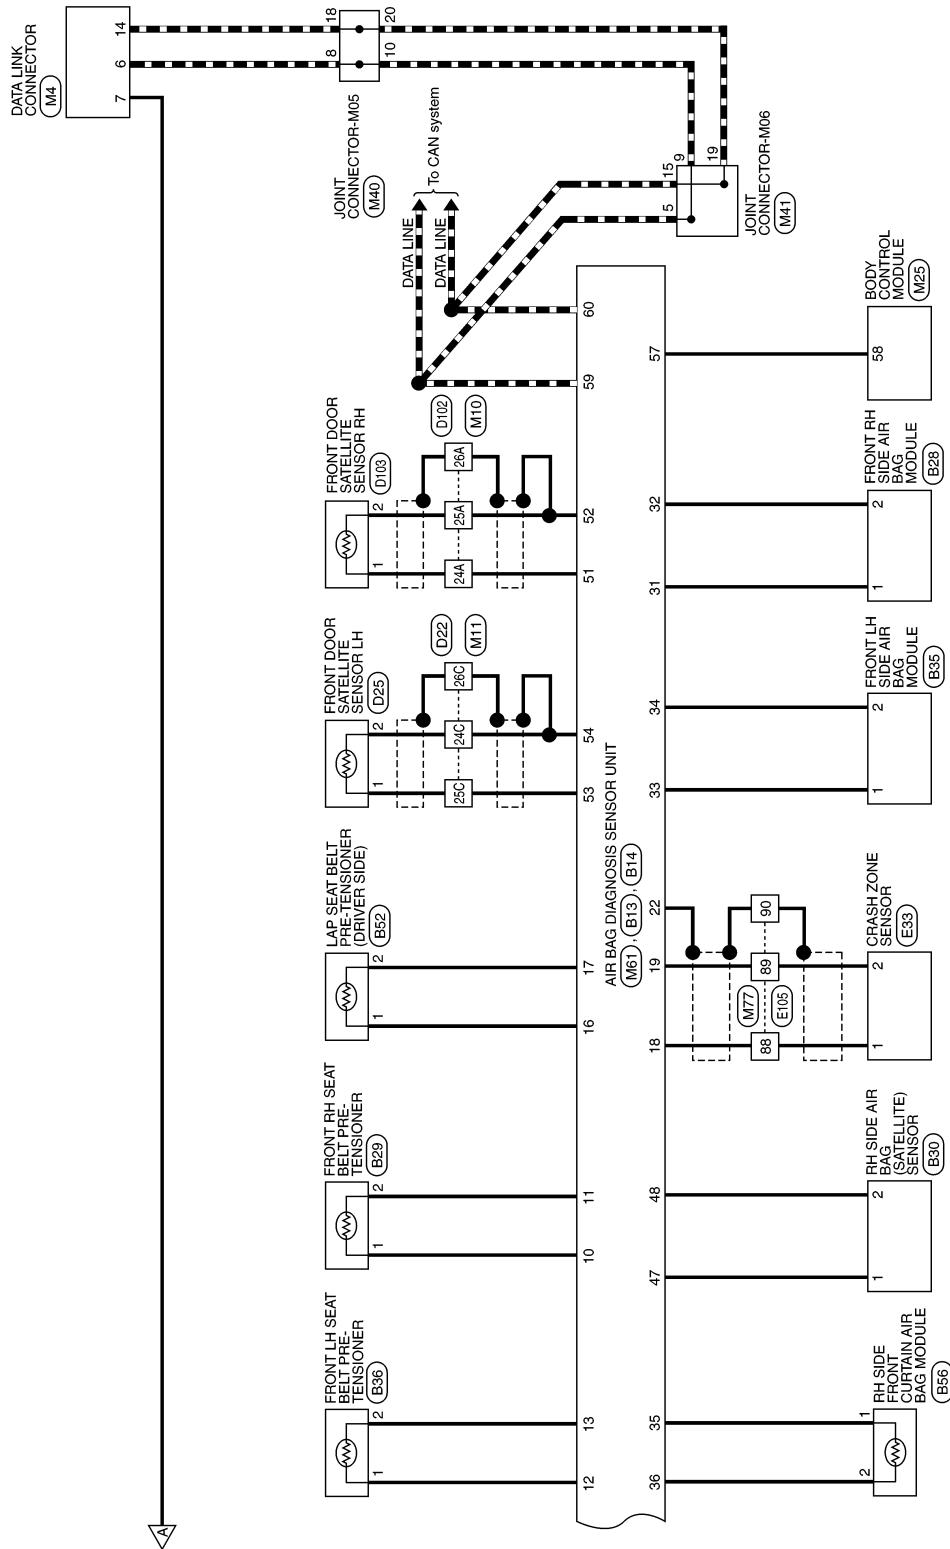 A
DATA LINK
CONNECTOR
M4
14
6
7
18
8
20
10
JOINT
CONNECTOR-M05
M40
To CAN system
DATA LINE
DATA LINE
15
9
5
19
JOINT
CONNECTOR-M06
M41
FRONT LH SEAT
BELT PRE-
TENSIONER
B36
1
2
12
13
FRONT RH SEAT
BELT PRE-
TENSIONER
B29
1
2
10
11
LAP SEAT BELT
PRE-TENSIONER
(DRIVER SIDE)
B52
1
2
16
17
FRONT DOOR
SATELLITE
SENSOR LH
D25
1
2
25C
24C
26C
D22
M11
53
54
FRONT DOOR
SATELLITE
SENSOR RH
D103
1
2
24A
25A
26A
D102
M10
51
52
59
60
AIR BAG DIAGNOSIS SENSOR UNIT
M61 , B13 , B14
36
35
2
1
RH SIDE
FRONT
CURTAIN AIR
BAG MODULE
B56
47
48
1
2
RH SIDE AIR
BAG
(SATELLITE)
SENSOR
B30
18
19
22
88
89
90
M77
E105
1
2
CRASH ZONE
SENSOR
E33
33
34
1
2
FRONT LH
SIDE AIR
BAG
MODULE
B35
31
32
1
2
FRONT RH
SIDE AIR
BAG
MODULE
B28
57
58
BODY
CONTROL
MODULE
M25